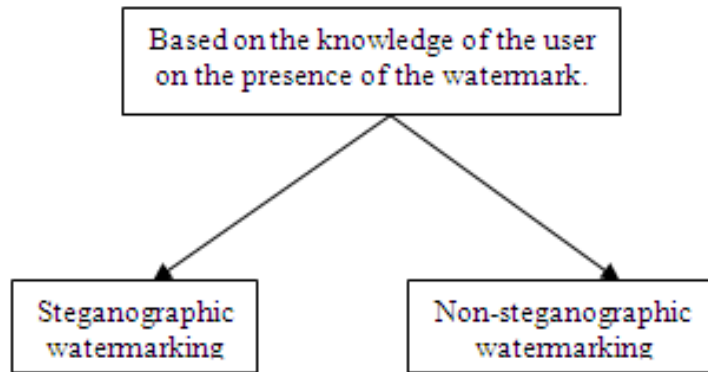 Based on the knowledge of the user
on the presence of the watermark.
Steganographic
watermarking
Non-steganographic
watermarking